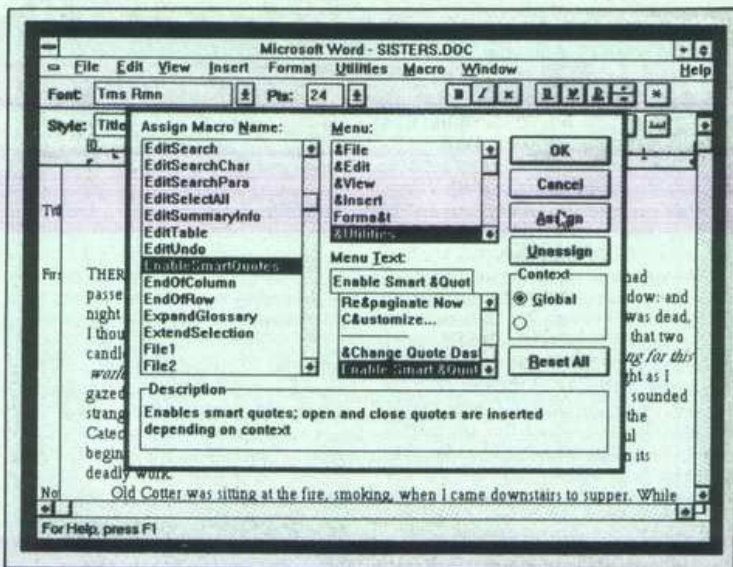 Microsoft Word - SISTERS.DOC
File Edit View Insert Format Utilities Macro Window Help
Font: Tms Rmn Pts: 24 B I K U W D + = *
Style: Title
Assign Macro Name:
EditSearch
EditSearchChar
EditSearchPara
EditSelectAll
EditSummaryInfo
EditTable
EditUndo
EnableSmartQuotes
EndOfColumn
EndOfRow
ExpandGlossary
ExtendSelection
File1
File2
Menu:
&File
&Edit
&View
&Insert
Forma&t
&Utilities
Menu Text:
Enable Smart &Quot
Re&paginate Now
C&ustomize...
&Change Quote Das
Enable Smart &Quot
OK
Cancel
Assign
Unassign
Context
Global
Reset All
Description
Enables smart quotes; open and close quotes are inserted
depending on context
Titl
Firs THER had
passe dow: and
night was dead,
I thou that two
candl ng for this
worl ght as I
gazed sounded
strang the
Catec ul
begin n its
deadly work.
No Old Cotter was sitting at the fire, smoking, when I came downstairs to supper. While
For Help, press F1